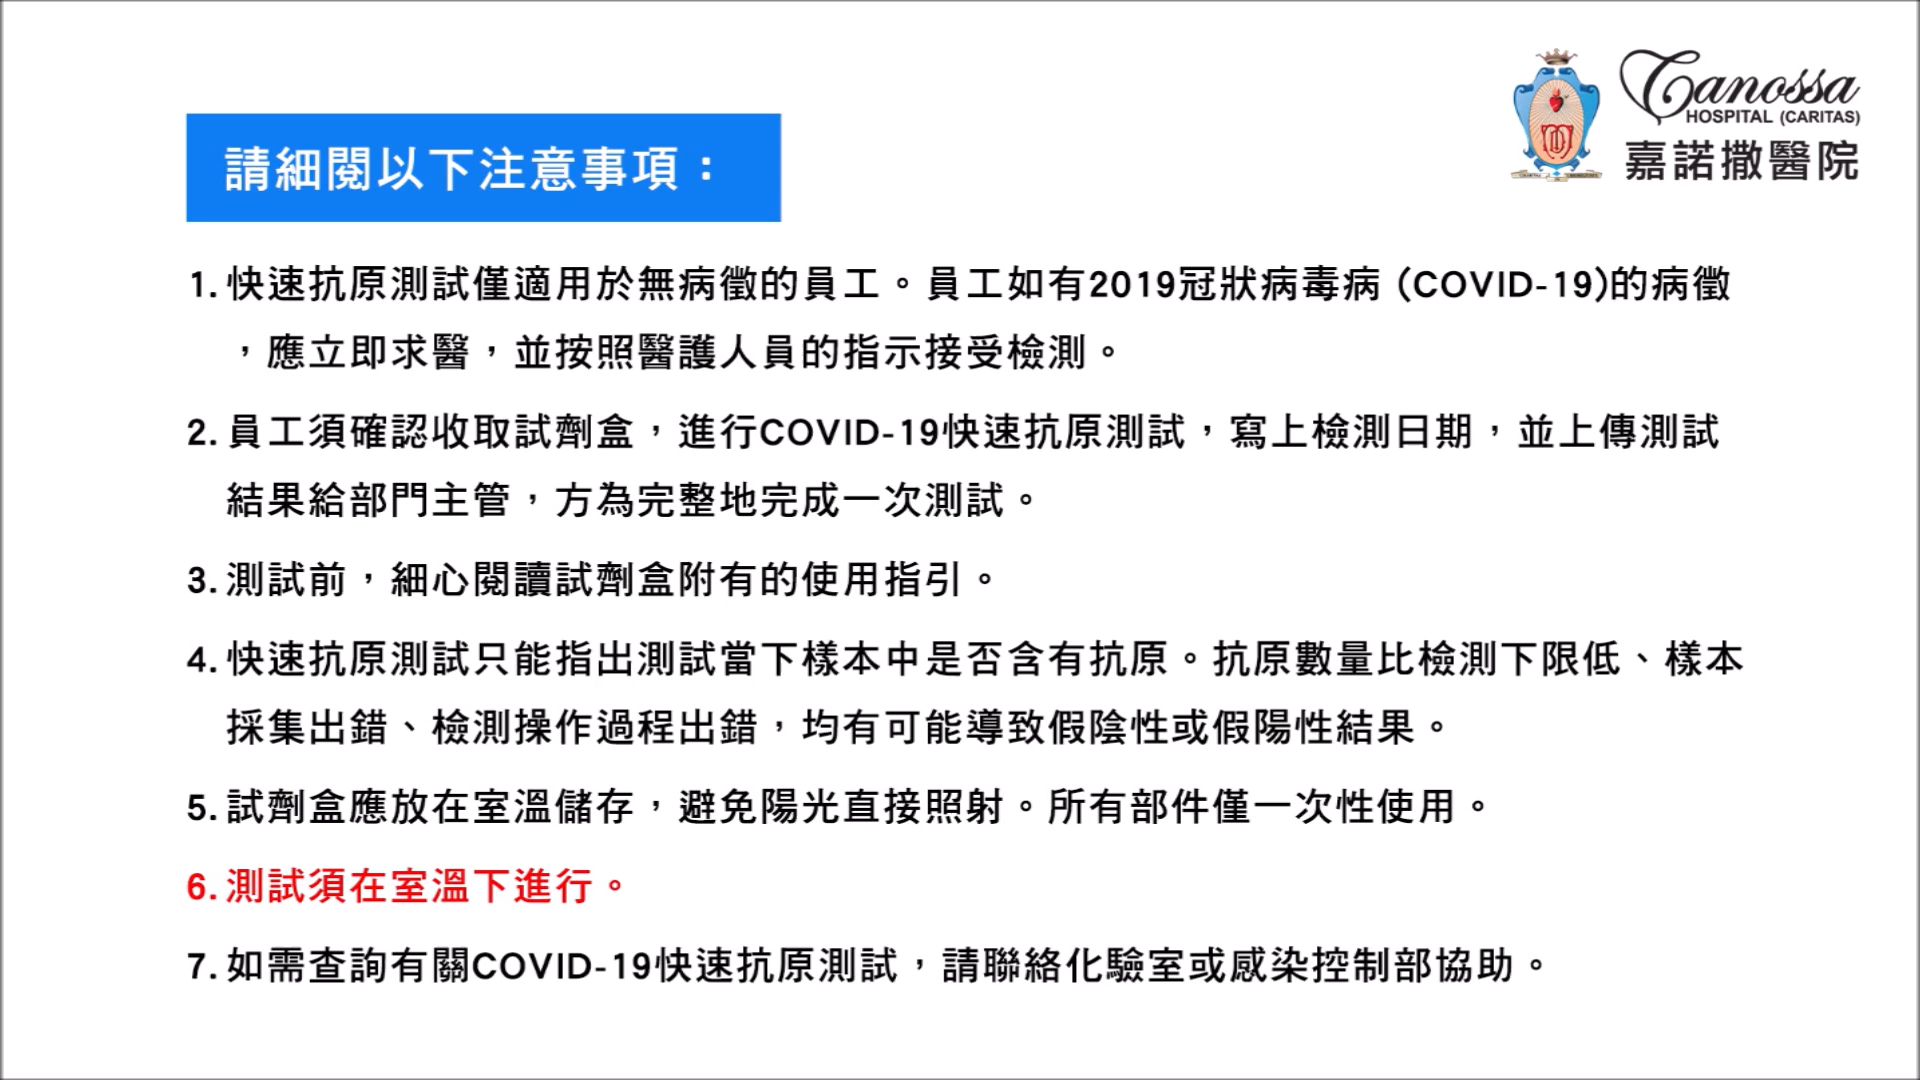 Canossa
HOSPITAL (CARITAS)
嘉諾撒醫院
請細閱以下注意事項：
1. 快速抗原測試僅適用於無病徵的員工。員工如有2019冠狀病毒病 (COVID-19)的病徵
，應立即求醫，並按照醫護人員的指示接受檢測。
2. 員工須確認收取試劑盒，進行COVID-19快速抗原測試，寫上檢測日期，並上傳測試
結果給部門主管，方為完整地完成一次測試。
3. 測試前，細心閱讀試劑盒附有的使用指引。
4. 快速抗原測試只能指出測試當下樣本中是否含有抗原。抗原數量比檢測下限低、樣本
採集出錯、檢測操作過程出錯，均有可能導致假陰性或假陽性結果。
5. 試劑盒應放在室溫儲存，避免陽光直接照射。所有部件僅一次性使用。
6. 測試須在室溫下進行。
7. 如需查詢有關COVID-19快速抗原測試，請聯絡化驗室或感染控制部協助。